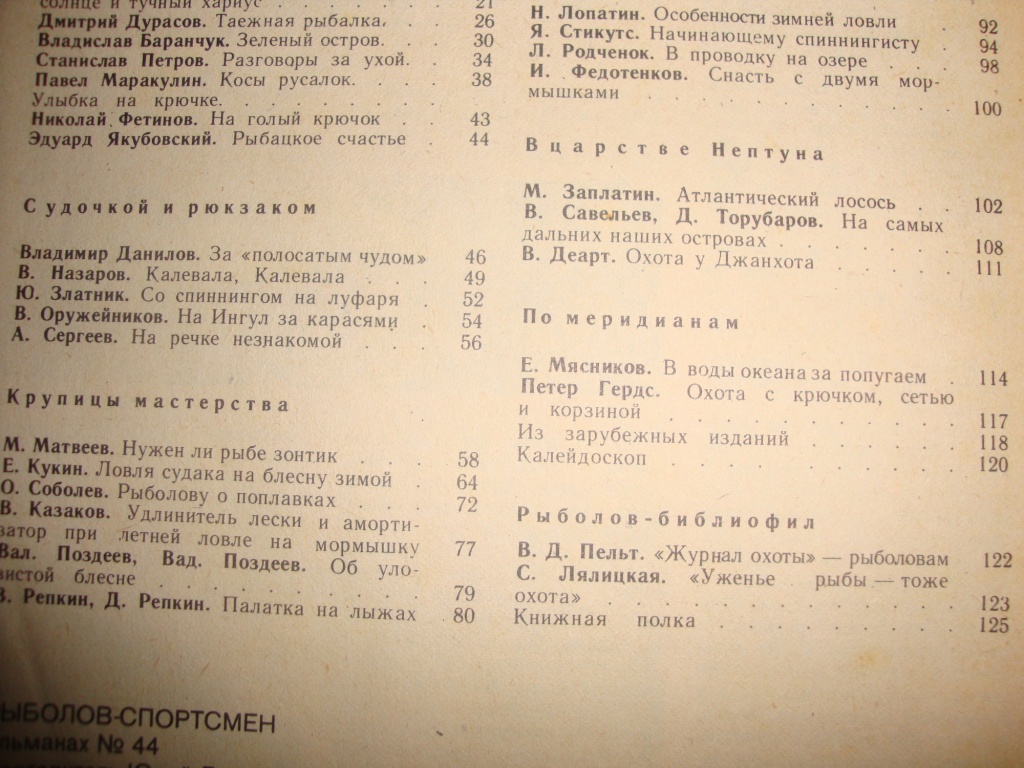 солнце и тучный хариус . . . . . 21
Дмитрий Дурасов. Таежная рыбалка. 26
Владислав Баранчук. Зеленый остров. 30
Станислав Петров. Разговоры за ухой. 34
Павел Маракулин. Косы русалок. . . . 38
Улыбка на крючке. . . . . . .
Николай Фетинов. На голый крючок . 43
Эдуард Якубовский. Рыбацкое счастье . 44
С удочкой и рюкзаком
Владимир Данилов. За «полосатым чудом» 46
В. Назаров. Калевала, Калевала . . . 49
Ю. Златник. Со спиннингом на луфаря . 52
В. Оружейников. На Ингул за карасями . 54
А. Сергеев. На речке незнакомой . . . 56
Крупицы мастерства
М. Матвеев. Нужен ли рыбе зонтик . . 58
Е. Кукин. Ловля судака на блесну зимой . 64
О. Соболев. Рыболову о поплавках . . . 72
В. Казаков. Удлинитель лески и аморти-
затор при летней ловле на мормышку 77
Вал. Поздеев, Вад. Поздеев. Об уло-
вистой блесне . . . . . . . . 79
В. Репкин, Д. Репкин. Палатка на лыжах . 80
Н. Лопатин. Особенности зимней ловли 92
Я. Стикутс. Начинающему спиннингисту . 94
Л. Родченок. В проводку на озере . . . 98
И. Федотенков. Снасть с двумя мор-
мышками . . . . . . . . . 100
В царстве Нептуна
М. Заплатин. Атлантический лосось . . 102
В. Савельев, Д. Торубаров. На самых
дальних наших островах . . . . . 108
В. Деарт. Охота у Джанхота . . . . 111
По меридианам
Е. Мясников. В воды океана за попугаем . 114
Петер Гердс. Охота с крючком, сетью
и корзиной . . . . . . . . . 117
Из зарубежных изданий . . . . . 118
Калейдоскоп . . . . . . . . 120
Рыболов-библиофил
В. Д. Пельт. «Журнал охоты» — рыболовам 122
С. Лялицкая. «Уженье рыбы — тоже
охота» . . . . . . . . . . 123
Книжная полка . . . . . . . 125
ЫБОЛОВ-СПОРТСМЕН
льманах № 44